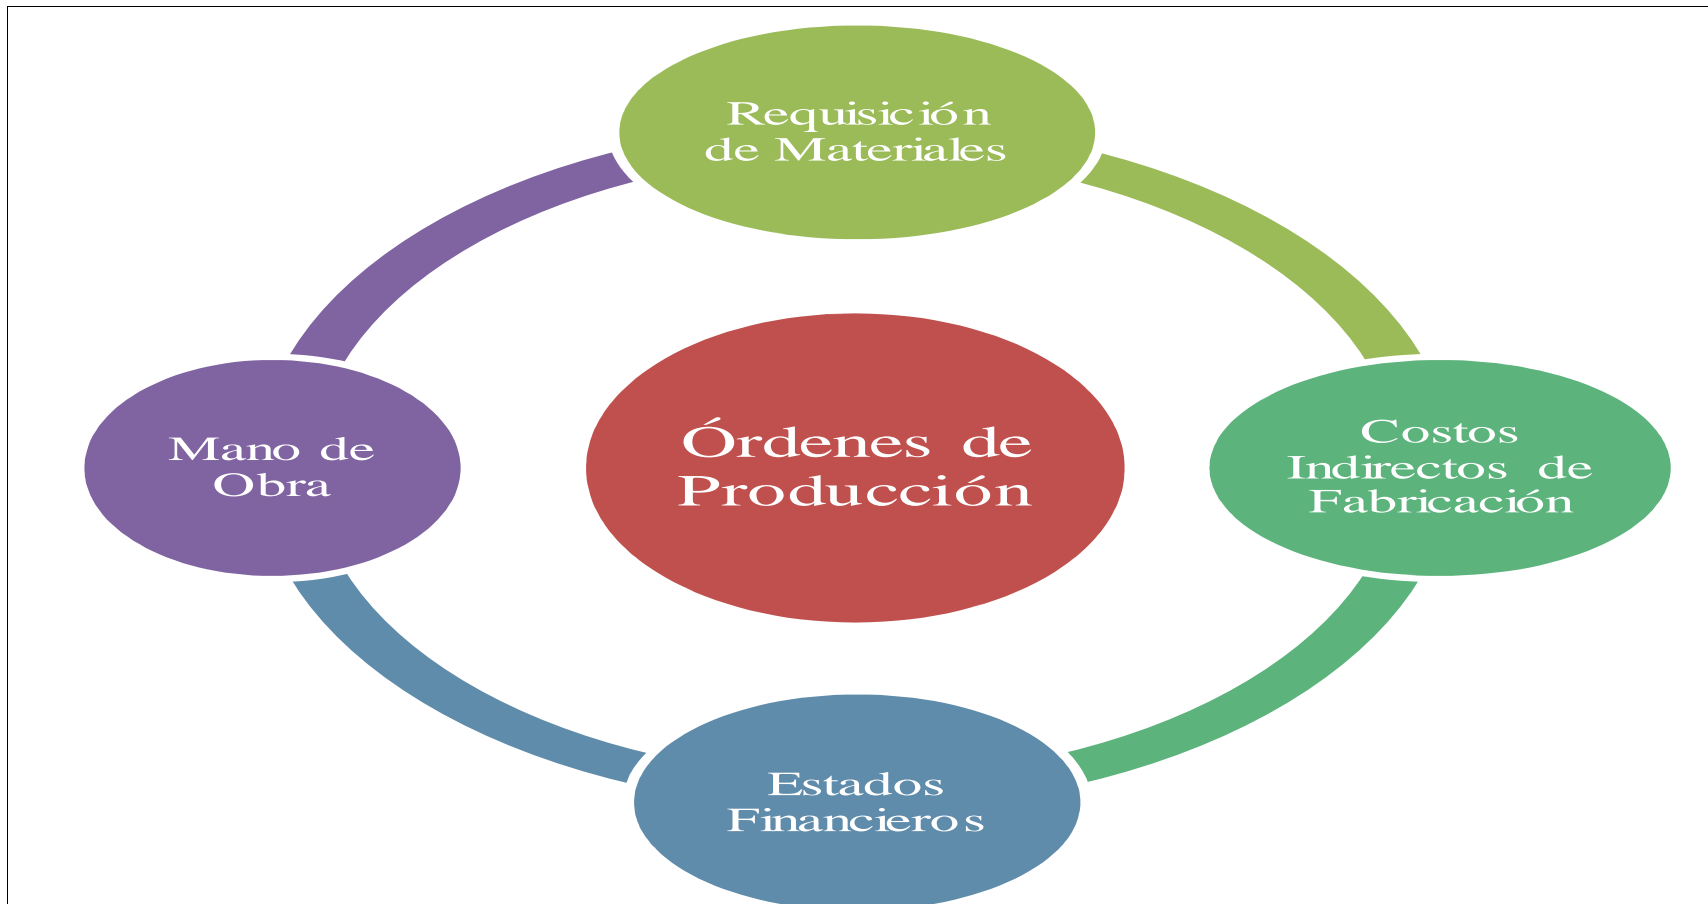 Requisición
de Materiales
Mano de
Obra
Órdenes de
Producción
Costos
Indirectos de
Fabricación
Estados
Financieros